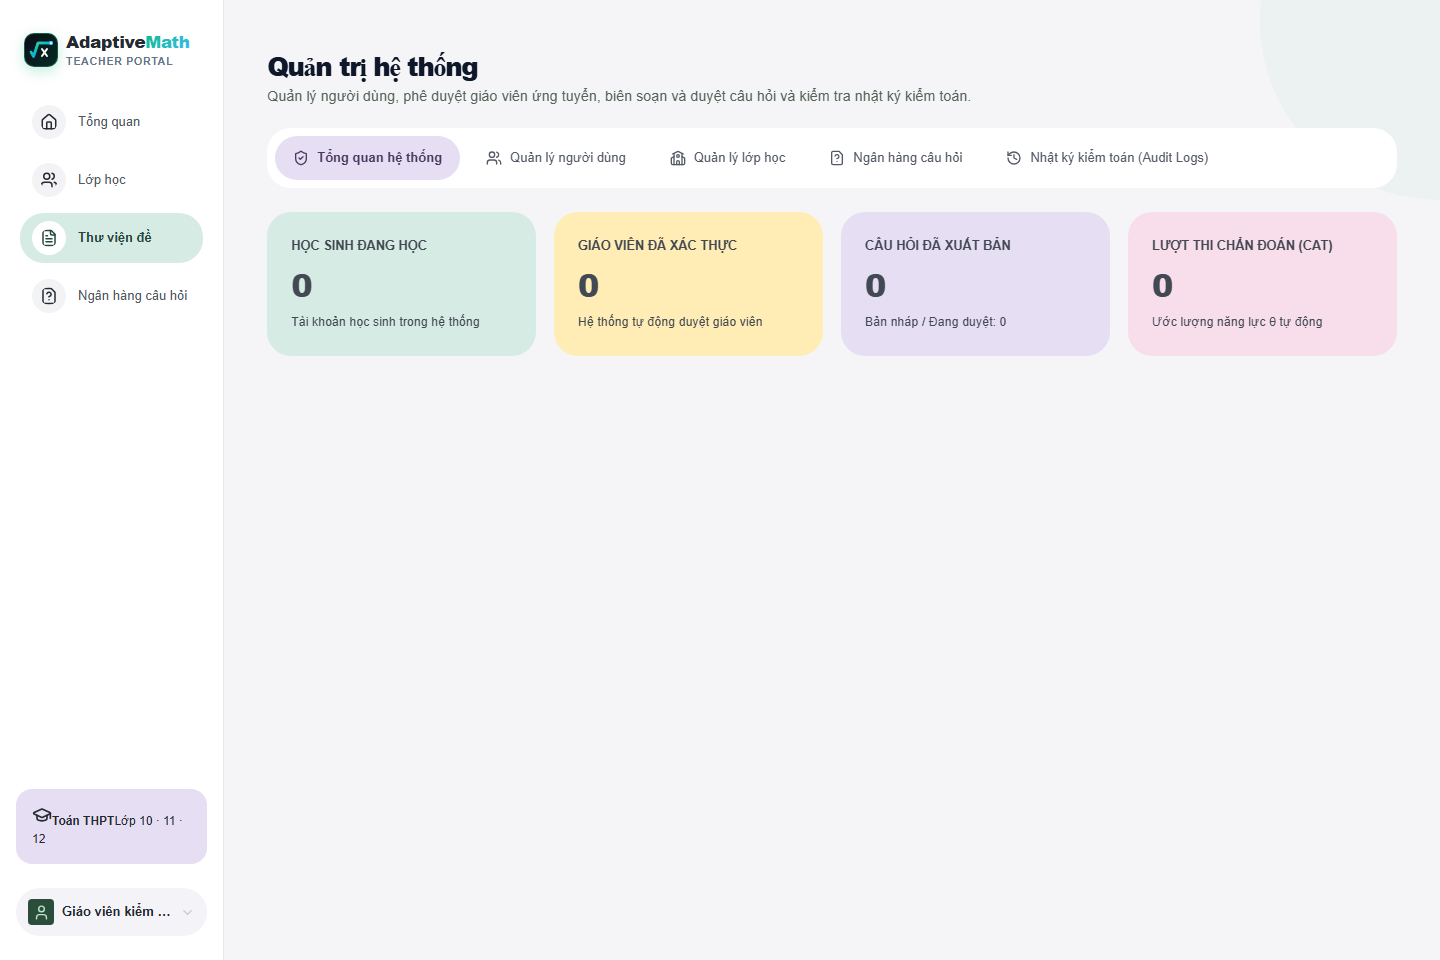 AdaptiveMath
TEACHER PORTAL
Tổng quan
Lớp học
Thư viện đề
Ngân hàng câu hỏi
Toán THPTLớp 10 · 11 ·
12
Giáo viên kiểm ...
Quản trị hệ thống
Quản lý người dùng, phê duyệt giáo viên ứng tuyển, biên soạn và duyệt câu hỏi và kiểm tra nhật ký kiểm toán.
Tổng quan hệ thống
Quản lý người dùng
Quản lý lớp học
Ngân hàng câu hỏi
Nhật ký kiểm toán (Audit Logs)
HỌC SINH ĐANG HỌC
0
Tài khoản học sinh trong hệ thống
GIÁO VIÊN ĐÃ XÁC THỰC
0
Hệ thống tự động duyệt giáo viên
CÂU HỎI ĐÃ XUẤT BẢN
0
Bản nháp / Đang duyệt: 0
LƯỢT THI CHẨN ĐOÁN (CAT)
0
Ước lượng năng lực θ tự động